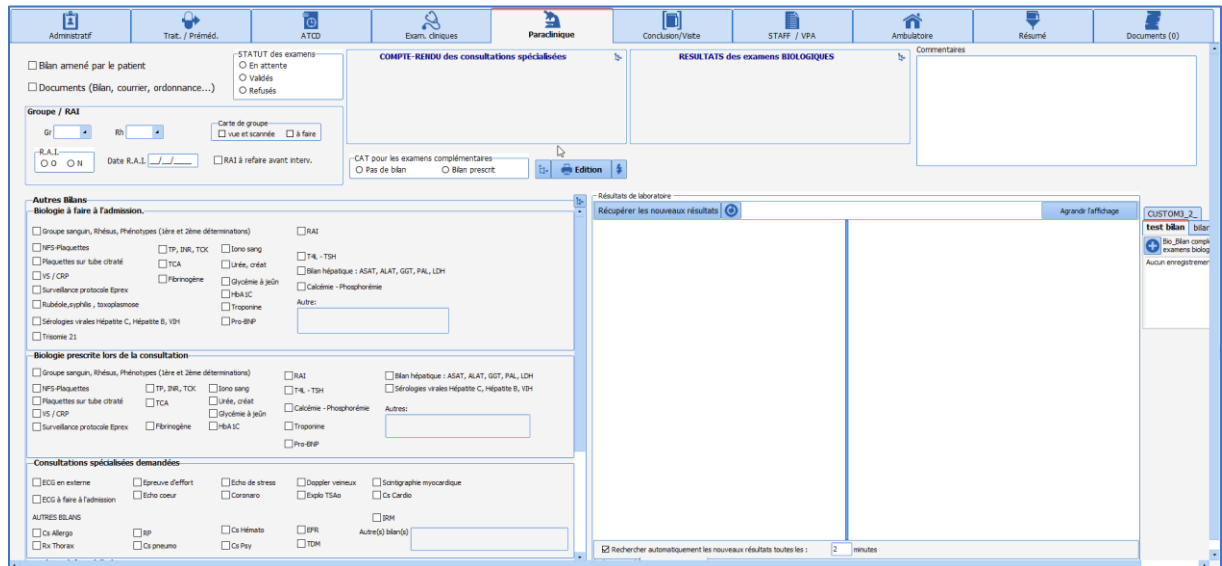 Administratif Trait. / Préméd. ATCD Exam. cliniques Paraclinique Conclusion/Visite STAFF / VPA Ambulatoire Résumé Documents (0)
Bilan amené par le patient
Documents (Bilan, courrier, ordonnance...)
STATUT des examens
En attente
Validés
Refusés
COMPTE-RENDU des consultations spécialisées
RESULTATS des examens BIOLOGIQUES
Commentaires
Groupe / RAI
Gr Rh
Carte de groupe
vue et scannée à faire
R.A.I.
O O O N
Date R.A.I. __/__/____
RAI à refaire avant interv.
CAT pour les examens complémentaires
Pas de bilan Bilan prescrit
Edition
Autres Bilans
Biologie à faire à l'admission.
Groupe sanguin, Rhésus, Phénotypes (1ère et 2ème déterminations) RAI
NFS-Plaquettes TP, INR, TCK Iono sang T4L - TSH
Plaquettes sur tube citraté TCA Urée, créat Bilan hépatique : ASAT, ALAT, GGT, PAL, LDH
VS / CRP Fibrinogène Glycémie à jeûn Calcémie - Phosphorémie
Surveillance protocole Eprex HbA1C Autre:
Rubéole,syphilis , toxoplasmose Troponine
Sérologies virales Hépatite C, Hépatite B, VIH Pro-BNP
Trisomie 21
Biologie prescrite lors de la consultation
Groupe sanguin, Rhésus, Phénotypes (1ère et 2ème déterminations) RAI Bilan hépatique : ASAT, ALAT, GGT, PAL, LDH
NFS-Plaquettes TP, INR, TCK Iono sang T4L - TSH Sérologies virales Hépatite C, Hépatite B, VIH
Plaquettes sur tube citraté TCA Urée, créat
VS / CRP Glycémie à jeûn Calcémie - Phosphorémie Autres:
Surveillance protocole Eprex Fibrinogène HbA1C Troponine
Pro-BNP
Consultations spécialisées demandées
ECG en externe Epreuve d'effort Echo de stress Doppler veineux Scintigraphie myocardique
ECG à faire à l'admission Echo coeur Coronaro Explo TSAo Cs Cardio
AUTRES BILANS IRM
Cs Allergo RP Cs Hémato EFR Autre(s) bilan(s)
Rx Thorax Cs pneumo Cs Psy TDM
Résultats de laboratoire
Récupérer les nouveaux résultats Agrandir l'affichage
Rechercher automatiquement les nouveaux résultats toutes les : 2 minutes
CUSTOM3_2_
test bilan bilan
Bio_Bilan comple
examens biolog
Aucun enregistremer